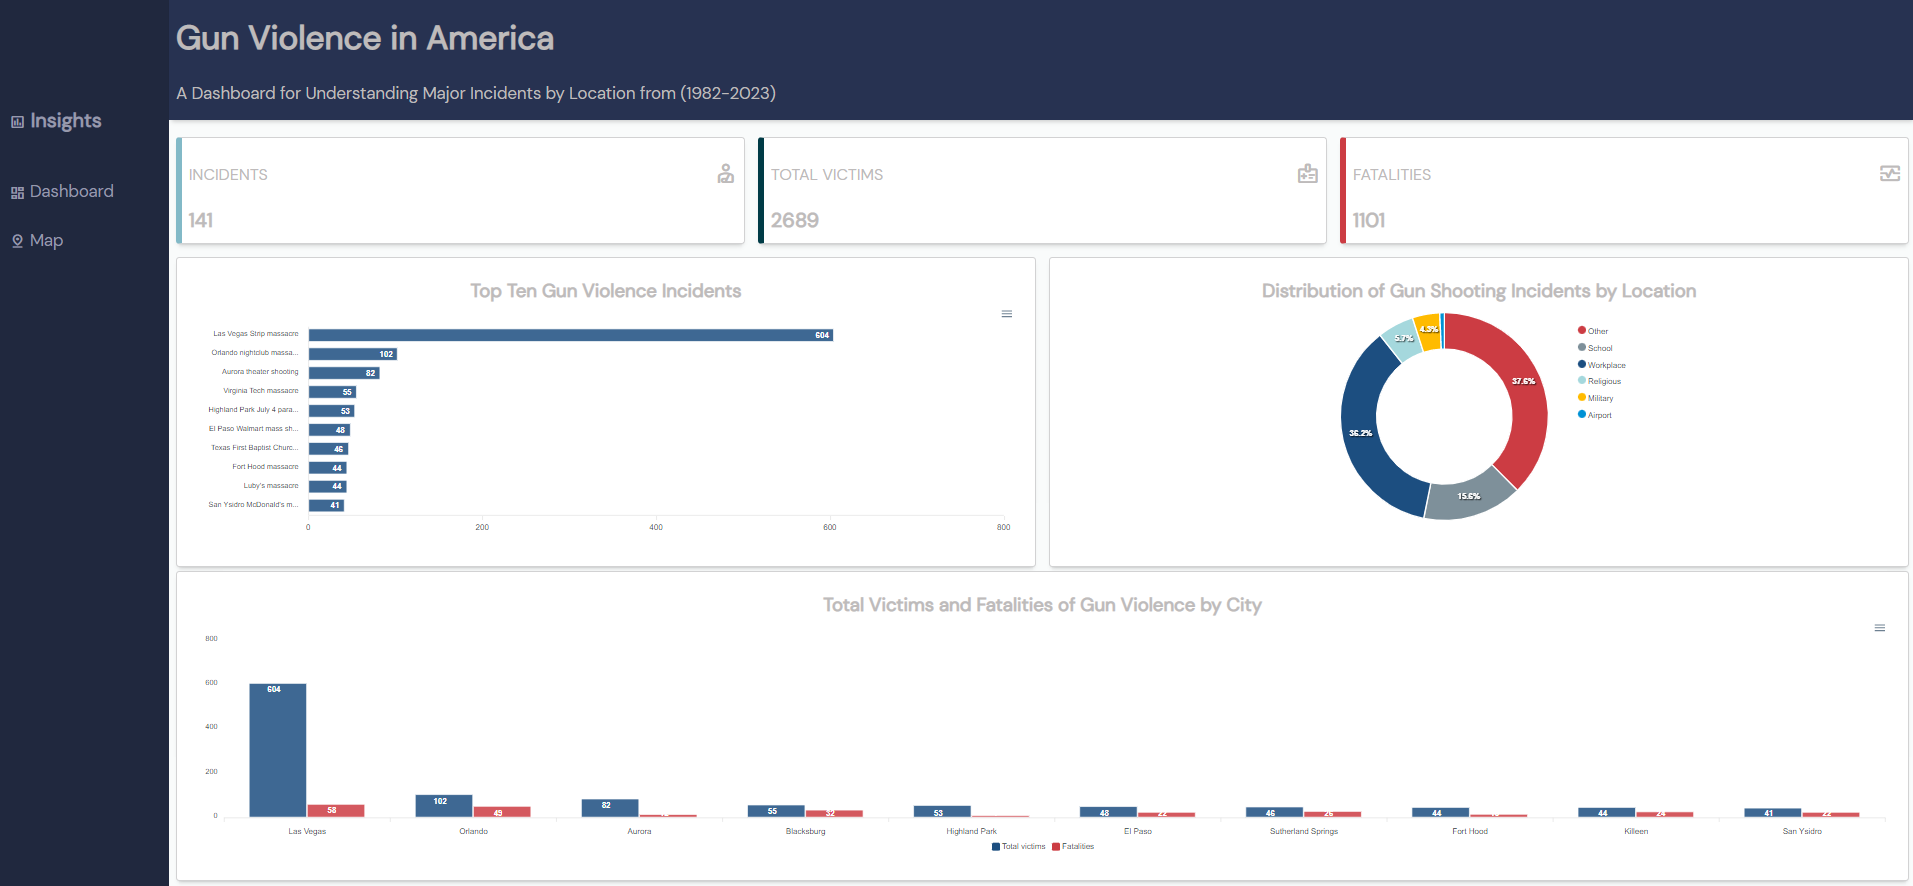 Gun Violence in America
A Dashboard for Understanding Major Incidents by Location from (1982-2023)
Insights
Dashboard
Map
INCIDENTS
141
TOTAL VICTIMS
2689
FATALITIES
1101
Top Ten Gun Violence Incidents
Las Vegas Strip massacre 604
Orlando nightclub massa... 102
Aurora theater shooting 82
Virginia Tech massacre 55
Highland Park July 4 para... 53
El Paso Walmart mass sh... 48
Texas First Baptist Churc... 46
Fort Hood massacre 44
Luby's massacre 44
San Ysidro McDonald's m... 41
0 200 400 600 800
Distribution of Gun Shooting Incidents by Location
5.7% 4.3%
37.6%
36.2%
15.6%
Other
School
Workplace
Religious
Military
Airport
Total Victims and Fatalities of Gun Violence by City
800
600
400
200
0
604 58
102 49
82
55 32
53
48 22
46 26
44
44 24
41 22
Las Vegas Orlando Aurora Blacksburg Highland Park El Paso Sutherland Springs Fort Hood Killeen San Ysidro
Total victims Fatalities